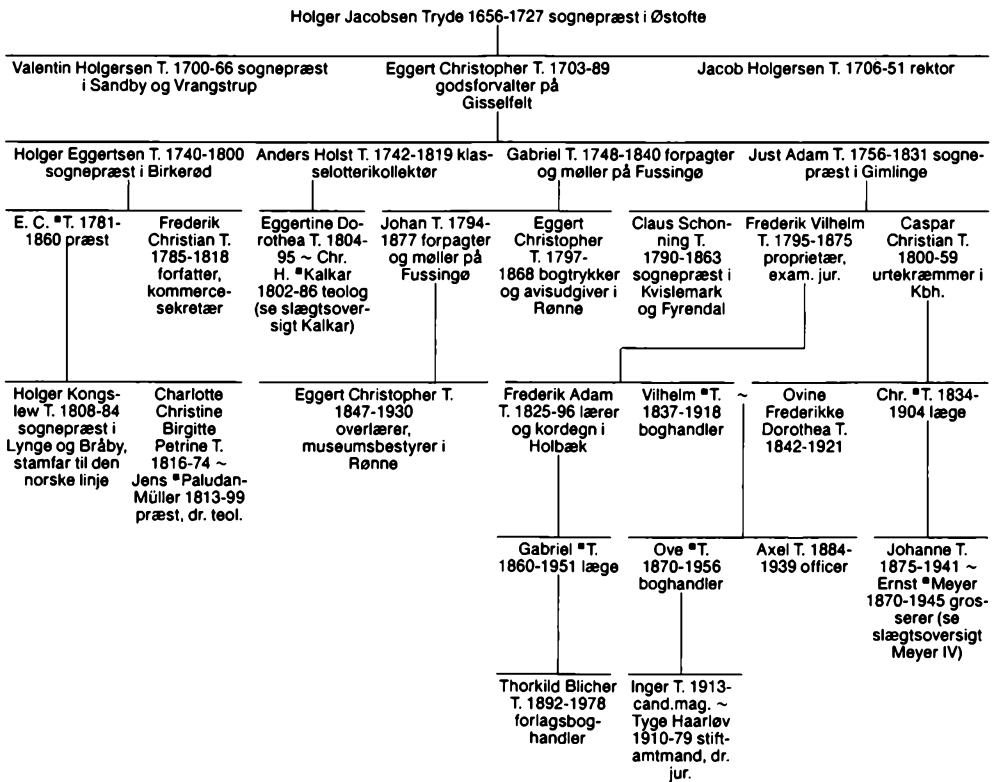 Holger Jacobsen Tryde 1656-1727 sognepræst i Østofte
Valentin Holgersen T. 1700-66 sognepræst
i Sandby og Vrangstrup
Eggert Christopher T. 1703-89
godsforvalter på
Gisselfelt
Jacob Holgersen T. 1706-51 rektor
Holger Eggertsen T. 1740-1800
sognepræst i Birkerød
Anders Holst T. 1742-1819 klas-
selotterikollektør
Gabriel T. 1748-1840 forpagter
og møller på Fussingø
Just Adam T. 1756-1831 sogne-
præst i Gimlinge
E. C. *T. 1781-
1860 præst
Frederik
Christian T.
1785-1818
forfatter,
kommerce-
sekretær
Eggertine Do-
rothea T. 1804-
95 ~ Chr.
H. *Kalkar
1802-86 teolog
(se slægtsover-
sigt Kalkar)
Johan T. 1794-
1877 forpagter
og møller på
Fussingø
Eggert
Christopher
T. 1797-
1868 bogtrykker
og avisudgiver i
Rønne
Claus Schon-
ning T.
1790-1863
sognepræst i
Kvislemark
og Fyrendal
Frederik Vilhelm
T. 1795-1875
proprietær,
exam. jur.
Caspar
Christian T.
1800-59
urtekræmmer i
Kbh.
Holger Kongs-
lew T. 1808-84
sognepræst i
Lynge og Bråby,
stamfar til den
norske linje
Charlotte
Christine
Birgitte
Petrine T.
1816-74 ~
Jens *Paludan-
Müller 1813-99
præst, dr. teol.
Eggert Christopher T.
1847-1930
overlærer,
museumsbestyrer i
Rønne
Frederik Adam
T. 1825-96 lærer
og kordegn i
Holbæk
Vilhelm *T. ~
1837-1918
boghandler
Ovine
Frederikke
Dorothea T.
1842-1921
Chr. *T. 1834-
1904 læge
Gabriel *T.
1860-1951 læge
Ove *T.
1870-1956
boghandler
Axel T. 1884-
1939 officer
Johanne T.
1875-1941 ~
Ernst *Meyer
1870-1945 gros-
serer (se
slægtsoversigt
Meyer IV)
Thorkild Blicher
T. 1892-1978
forlagsbog-
handler
Inger T. 1913-
cand.mag. ~
Tyge Haarløv
1910-79 stift-
amtmand, dr.
jur.